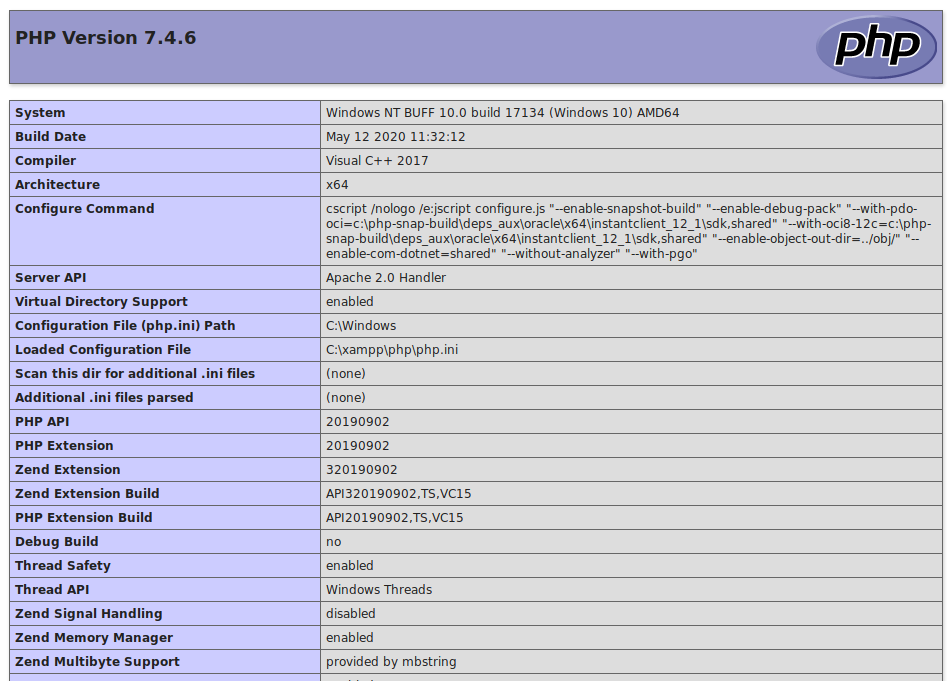 PHP Version 7.4.6
php
System Windows NT BUFF 10.0 build 17134 (Windows 10) AMD64
Build Date May 12 2020 11:32:12
Compiler Visual C++ 2017
Architecture x64
Configure Command cscript /nologo /e:jscript configure.js "--enable-snapshot-build" "--enable-debug-pack" "--with-pdo-
oci=c:\php-snap-build\deps_aux\oracle\x64\instantclient_12_1\sdk,shared" "--with-oci8-12c=c:\php-
snap-build\deps_aux\oracle\x64\instantclient_12_1\sdk,shared" "--enable-object-out-dir=../obj/" "--
enable-com-dotnet=shared" "--without-analyzer" "--with-pgo"
Server API Apache 2.0 Handler
Virtual Directory Support enabled
Configuration File (php.ini) Path C:\Windows
Loaded Configuration File C:\xampp\php\php.ini
Scan this dir for additional .ini files (none)
Additional .ini files parsed (none)
PHP API 20190902
PHP Extension 20190902
Zend Extension 320190902
Zend Extension Build API320190902,TS,VC15
PHP Extension Build API20190902,TS,VC15
Debug Build no
Thread Safety enabled
Thread API Windows Threads
Zend Signal Handling disabled
Zend Memory Manager enabled
Zend Multibyte Support provided by mbstring